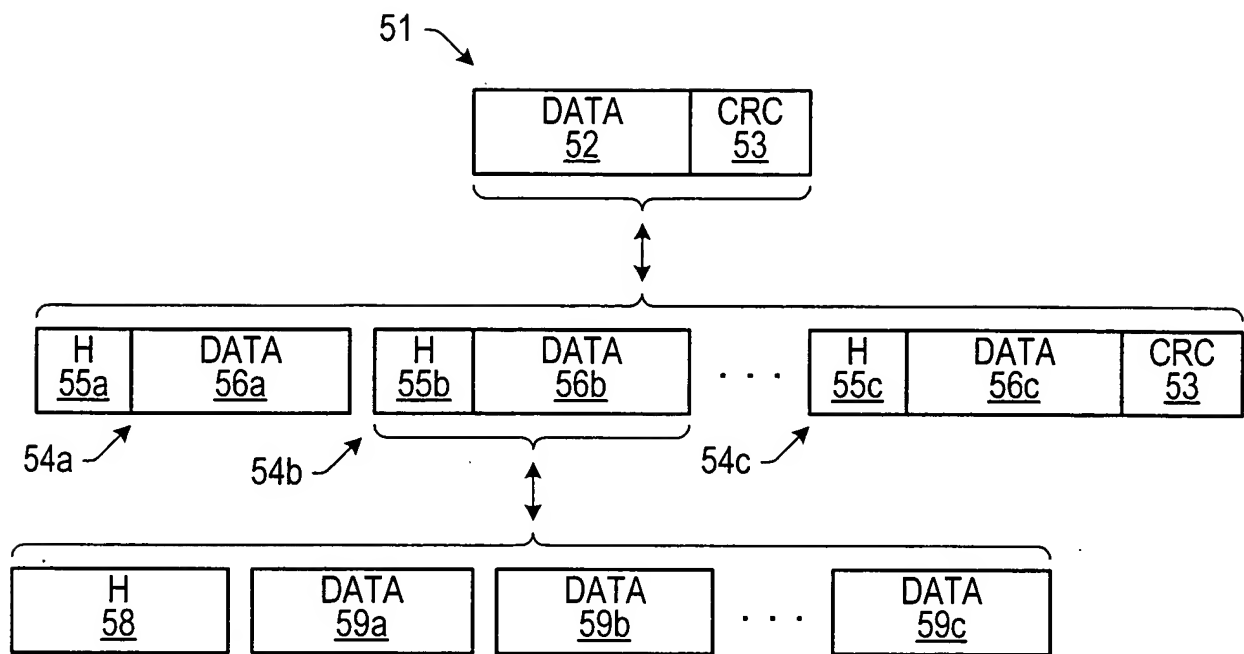 51
DATA CRC
52 53
H DATA H DATA . . . H DATA CRC
55a 56a 55b 56b 55c 56c 53
54a 54b 54c
H DATA DATA . . . DATA
58 59a 59b 59c